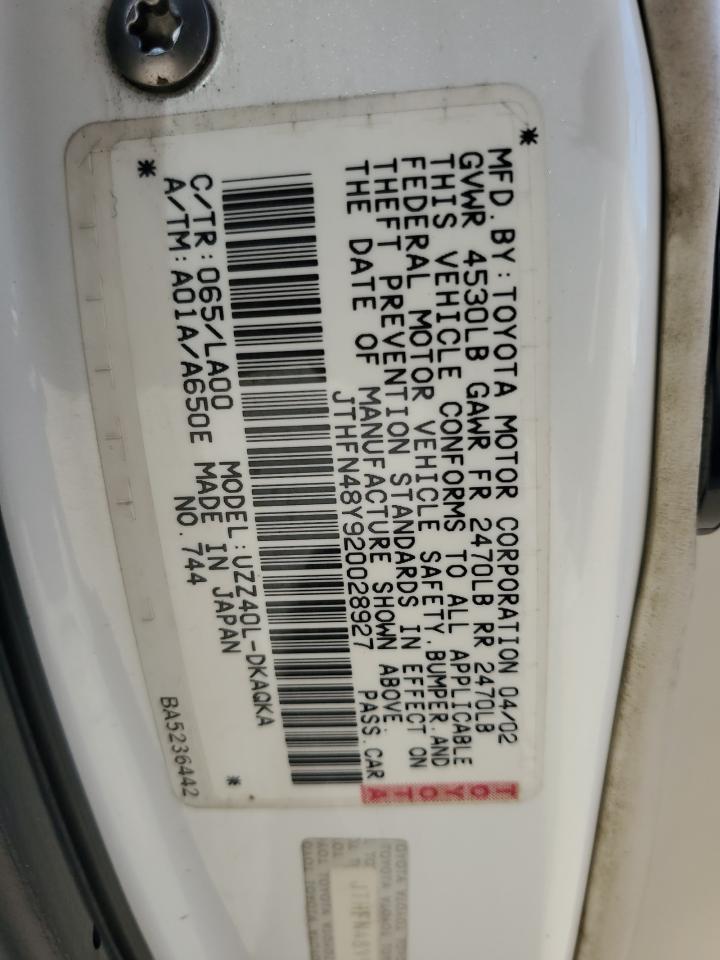 MFD. BY: TOYOTA MOTOR CORPORATION 04/02
GVWR 4530LB GAWR FR 2470LB RR 2470LB
THIS VEHICLE CONFORMS TO ALL APPLICABLE
FEDERAL MOTOR VEHICLE SAFETY, BUMPER AND
THEFT PREVENTION STANDARDS IN EFFECT ON
THE DATE OF MANUFACTURE SHOWN ABOVE.
JTHFN48Y920028927 PASS.CAR
TOYOTA
C/TR: 065/LA00 MODEL: UZZ40L-DKAQKA
A/TM: A01A/A650E MADE IN JAPAN
NO. 744
BA5236442